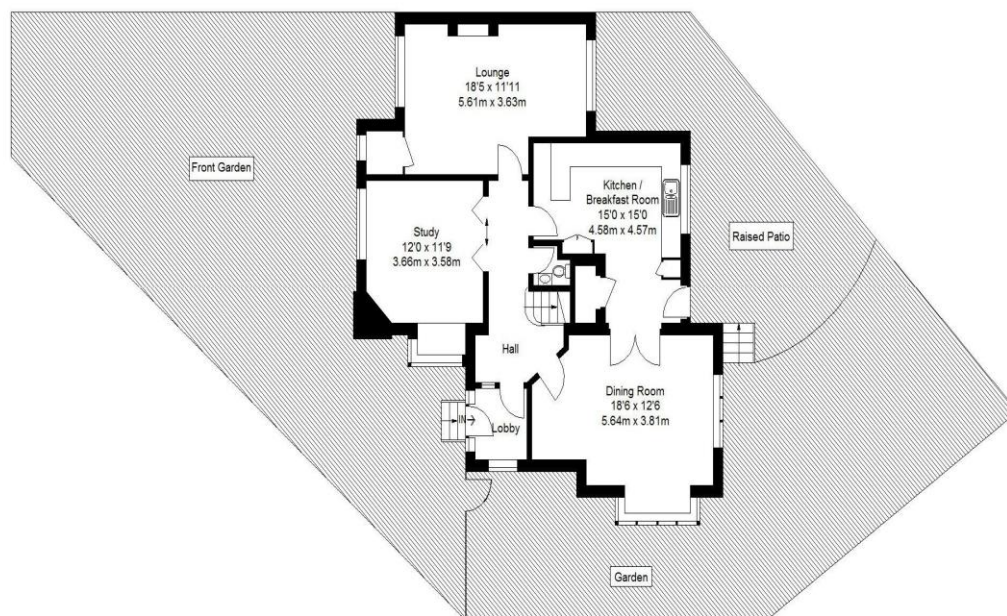 Lounge
18'5 x 11'11
5.61m x 3.63m
Front Garden
Kitchen /
Breakfast Room
15'0 x 15'0
4.58m x 4.57m
Study
12'0 x 11'9
3.66m x 3.58m
Raised Patio
Hall
Dining Room
18'6 x 12'6
5.64m x 3.81m
IN
Lobby
Garden